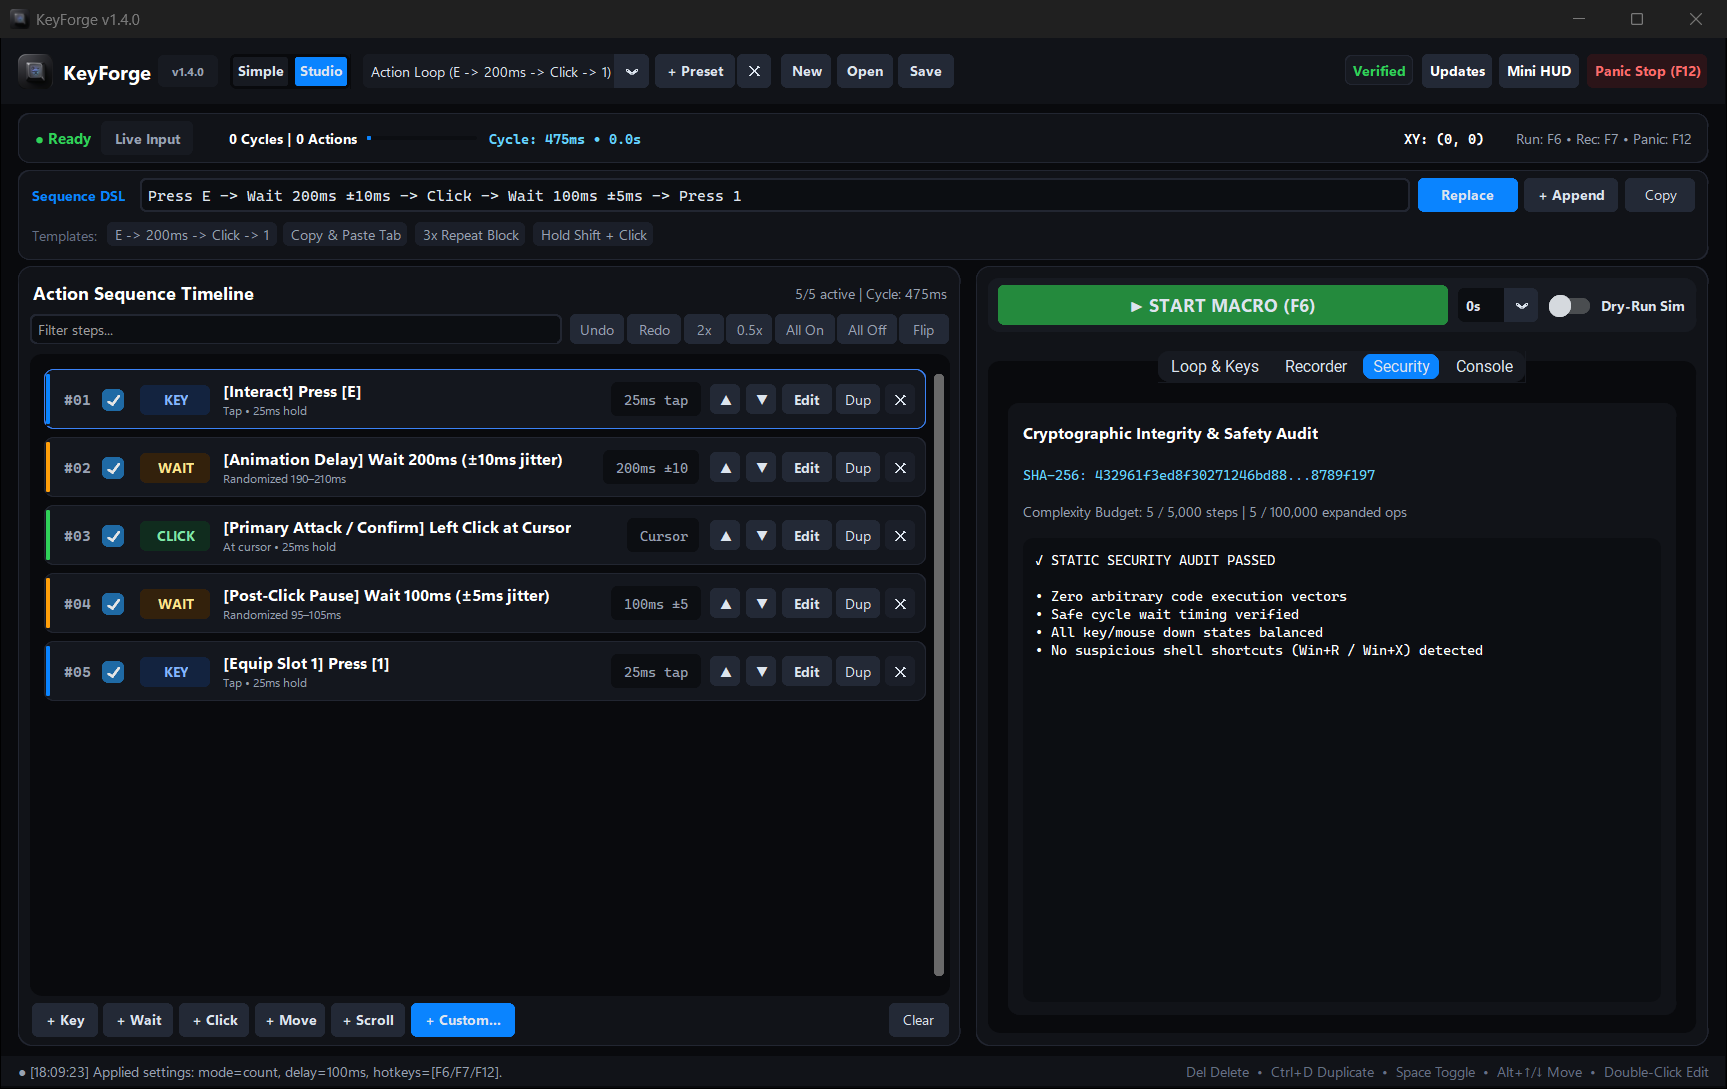 KeyForge v1.4.0
KeyForge v1.4.0 Simple Studio Action Loop (E -> 200ms -> Click -> 1) + Preset X New Open Save Verified Updates Mini HUD Panic Stop (F12)
● Ready Live Input 0 Cycles | 0 Actions Cycle: 475ms • 0.0s XY: (0, 0) Run: F6 • Rec: F7 • Panic: F12
Sequence DSL Press E -> Wait 200ms ±10ms -> Click -> Wait 100ms ±5ms -> Press 1 Replace + Append Copy
Templates: E -> 200ms -> Click -> 1 Copy & Paste Tab 3x Repeat Block Hold Shift + Click
Action Sequence Timeline 5/5 active | Cycle: 475ms
Filter steps... Undo Redo 2x 0.5x All On All Off Flip
#01 KEY [Interact] Press [E] 25ms tap ▲ ▼ Edit Dup X
Tap • 25ms hold
#02 WAIT [Animation Delay] Wait 200ms (±10ms jitter) 200ms ±10 ▲ ▼ Edit Dup X
Randomized 190–210ms
#03 CLICK [Primary Attack / Confirm] Left Click at Cursor Cursor ▲ ▼ Edit Dup X
At cursor • 25ms hold
#04 WAIT [Post-Click Pause] Wait 100ms (±5ms jitter) 100ms ±5 ▲ ▼ Edit Dup X
Randomized 95–105ms
#05 KEY [Equip Slot 1] Press [1] 25ms tap ▲ ▼ Edit Dup X
Tap • 25ms hold
+ Key + Wait + Click + Move + Scroll + Custom... Clear
► START MACRO (F6) 0s Dry-Run Sim
Loop & Keys Recorder Security Console
Cryptographic Integrity & Safety Audit
SHA-256: 432961f3ed8f30271246bd88...8789f197
Complexity Budget: 5 / 5,000 steps | 5 / 100,000 expanded ops
✓ STATIC SECURITY AUDIT PASSED
• Zero arbitrary code execution vectors
• Safe cycle wait timing verified
• All key/mouse down states balanced
• No suspicious shell shortcuts (Win+R / Win+X) detected
● [18:09:23] Applied settings: mode=count, delay=100ms, hotkeys=[F6/F7/F12]. Del Delete • Ctrl+D Duplicate • Space Toggle • Alt+↑/↓ Move • Double-Click Edit